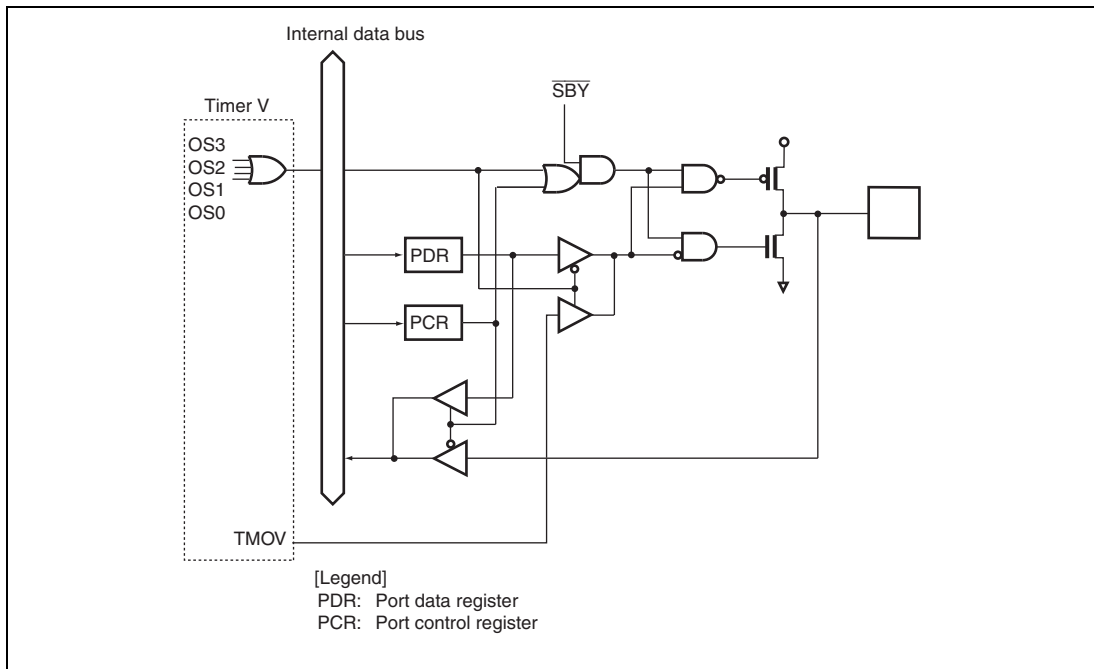 Internal data bus
SBY
Timer V
OS3
OS2
OS1
OS0
PDR
PCR
TMOV
[Legend]
PDR: Port data register
PCR: Port control register